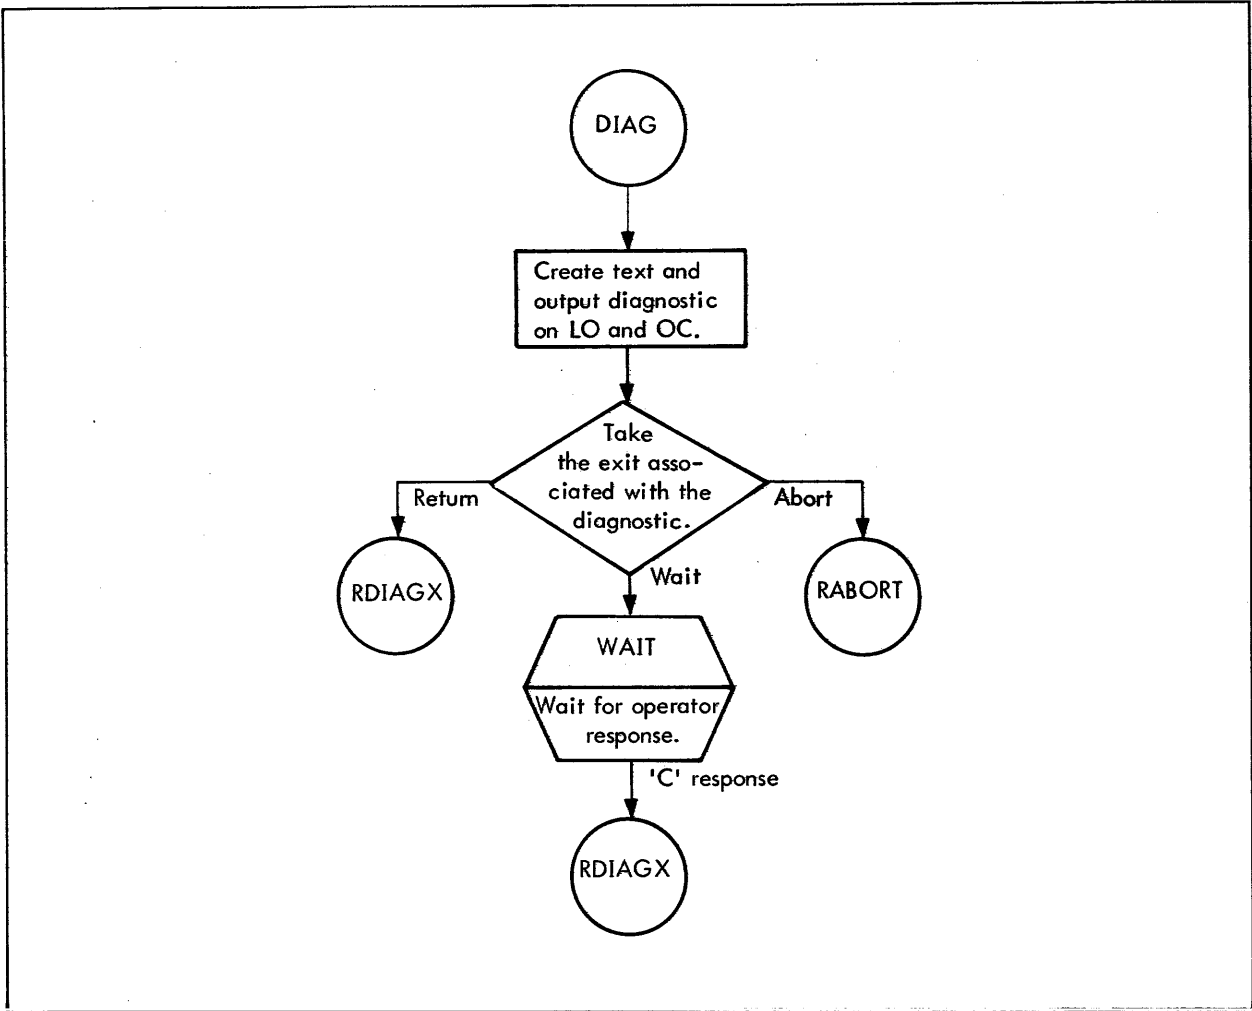 DIAG
Create text and
output diagnostic
on LO and OC.
Take
the exit asso-
ciated with the
diagnostic.
Return
Abort
RDIAGX
Wait
RABORT
WAIT
Wait for operator
response.
'C' response
RDIAGX